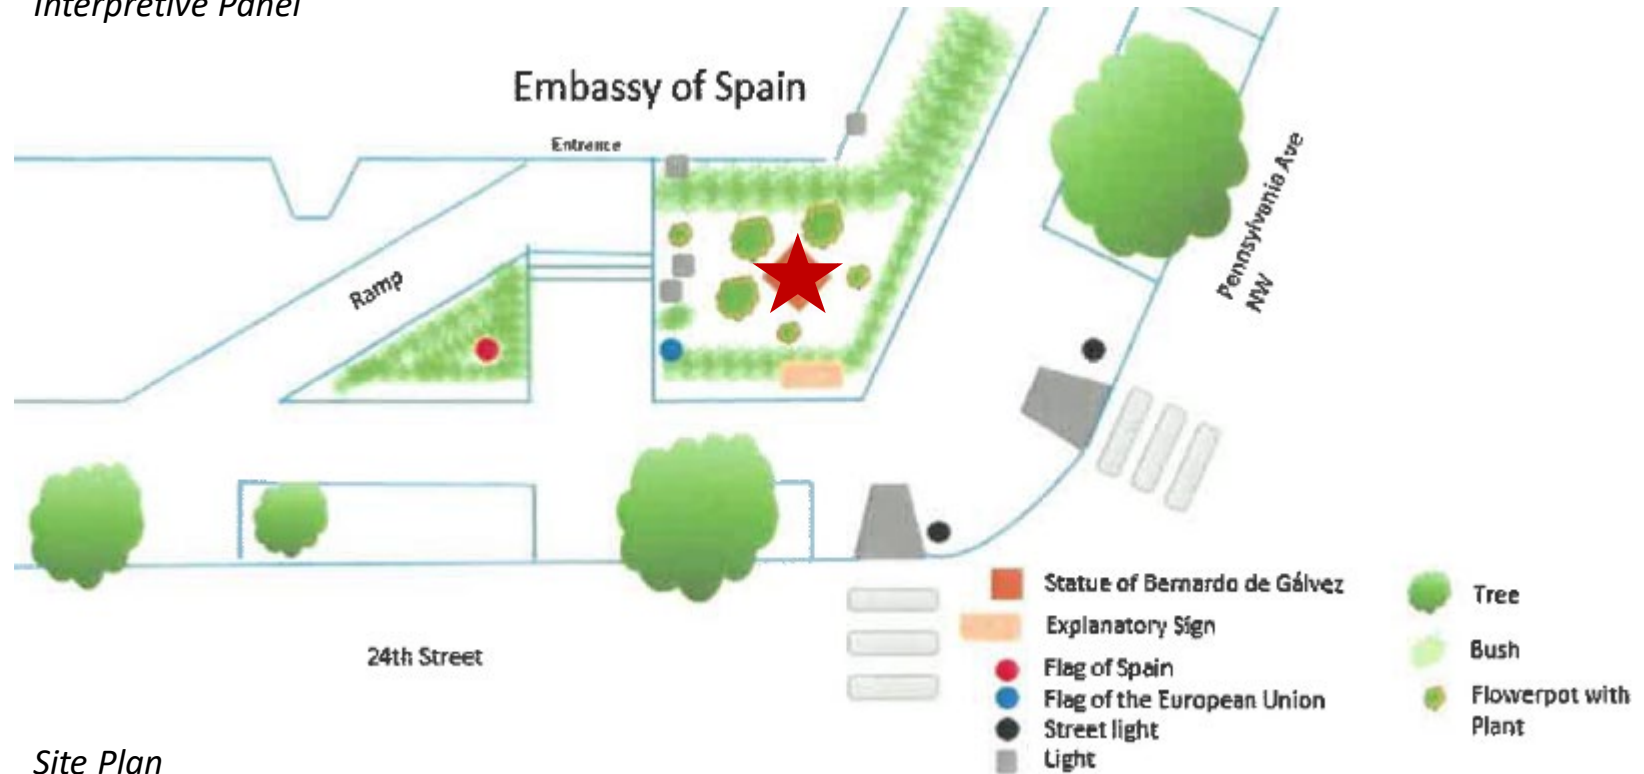 Interpretive Panel
Embassy of Spain
Entrance
Ramp
Pennsylvania Ave
NW
24th Street
Statue of Bernardo de Gálvez
Explanatory Sign
Flag of Spain
Flag of the European Union
Street light
Light
Tree
Bush
Flowerpot with
Plant
Site Plan